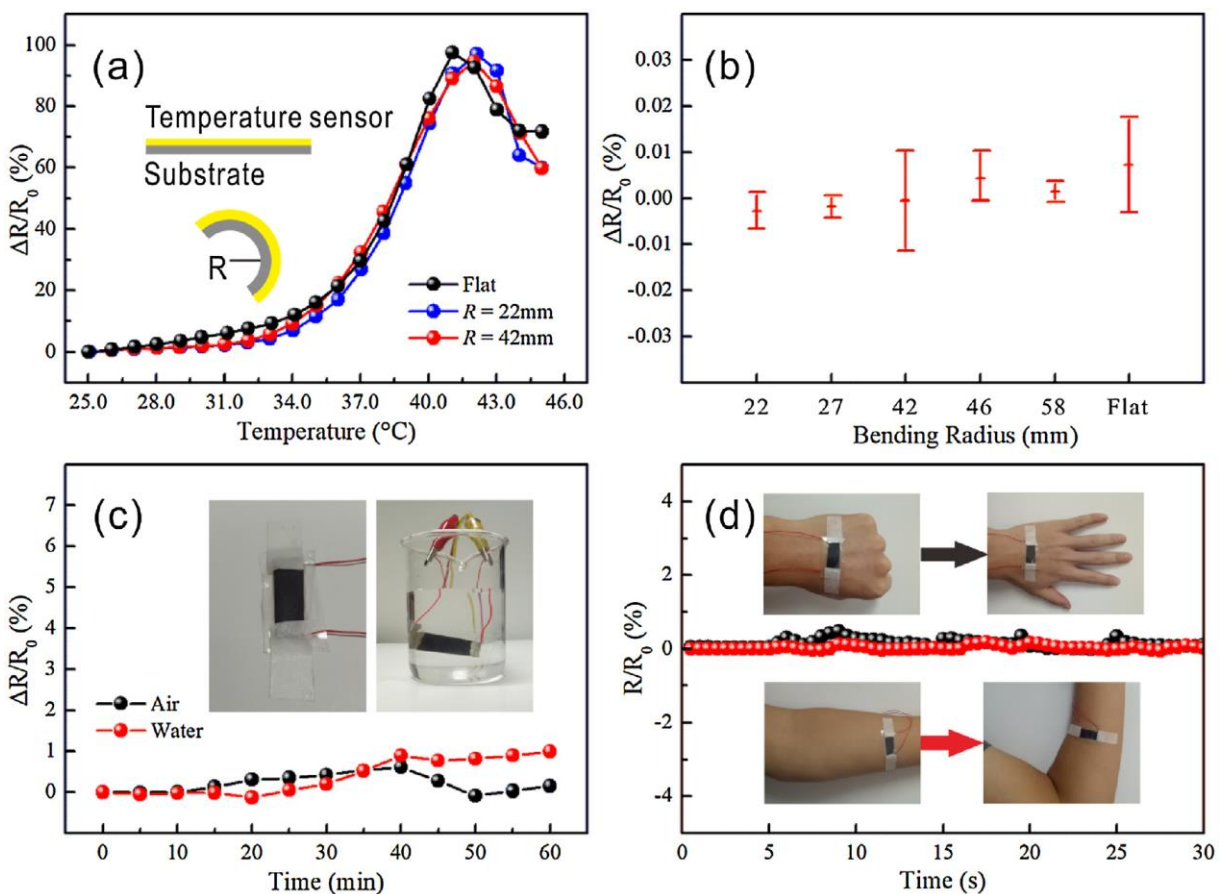 (a)
ΔR/R₀ (%)
100
80
60
40
20
0
Temperature sensor
Substrate
R
Flat
R = 22mm
R = 42mm
25.0 28.0 31.0 34.0 37.0 40.0 43.0 46.0
Temperature (°C)
(b)
ΔR/R₀ (%)
0.03
0.02
0.01
0.00
-0.01
-0.02
-0.03
22 27 42 46 58 Flat
Bending Radius (mm)
(c)
ΔR/R₀ (%)
7
6
5
4
3
2
1
0
Air
Water
0 10 20 30 40 50 60
Time (min)
(d)
R/R₀ (%)
4
2
0
-2
-4
0 5 10 15 20 25 30
Time (s)